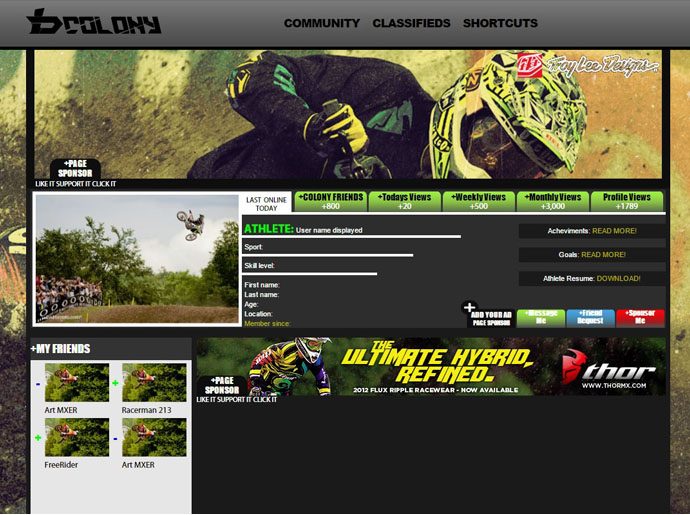 COLONY
COMMUNITY CLASSIFIEDS SHORTCUTS
Troy Lee Designs
+PAGE
SPONSOR
LIKE IT SUPPORT IT CLICK IT
LAST ONLINE
TODAY
+COLONY FRIENDS
+800
+Todays Views
+20
+Weekly Views
+500
+Monthly Views
+3,000
Profile Views
+1789
ATHLETE: User name displayed
Sport:
Skill level:
First name:
Last name:
Age:
Location:
Member since:
Acheviments: READ MORE!
Goals: READ MORE!
Athlete Resume: DOWNLOAD!
+
ADD YOUR AD
PAGE SPONSOR
+Message
Me
+Friend
Request
+Sponsor
Me
+MY FRIENDS
-
Art MXER
+
Racerman 213
+
FreeRider
-
Art MXER
THE
ULTIMATE HYBRID,
REFINED.
2012 FLUX RIPPLE RACEWEAR - NOW AVAILABLE
thor
WWW.THORMX.COM
+PAGE
SPONSOR
LIKE IT SUPPORT IT CLICK IT